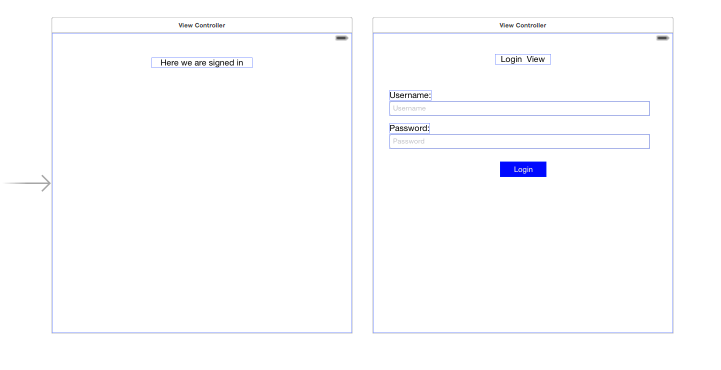 View Controller
Here we are signed in
View Controller
Login View
Username:
Username
Password:
Password
Login